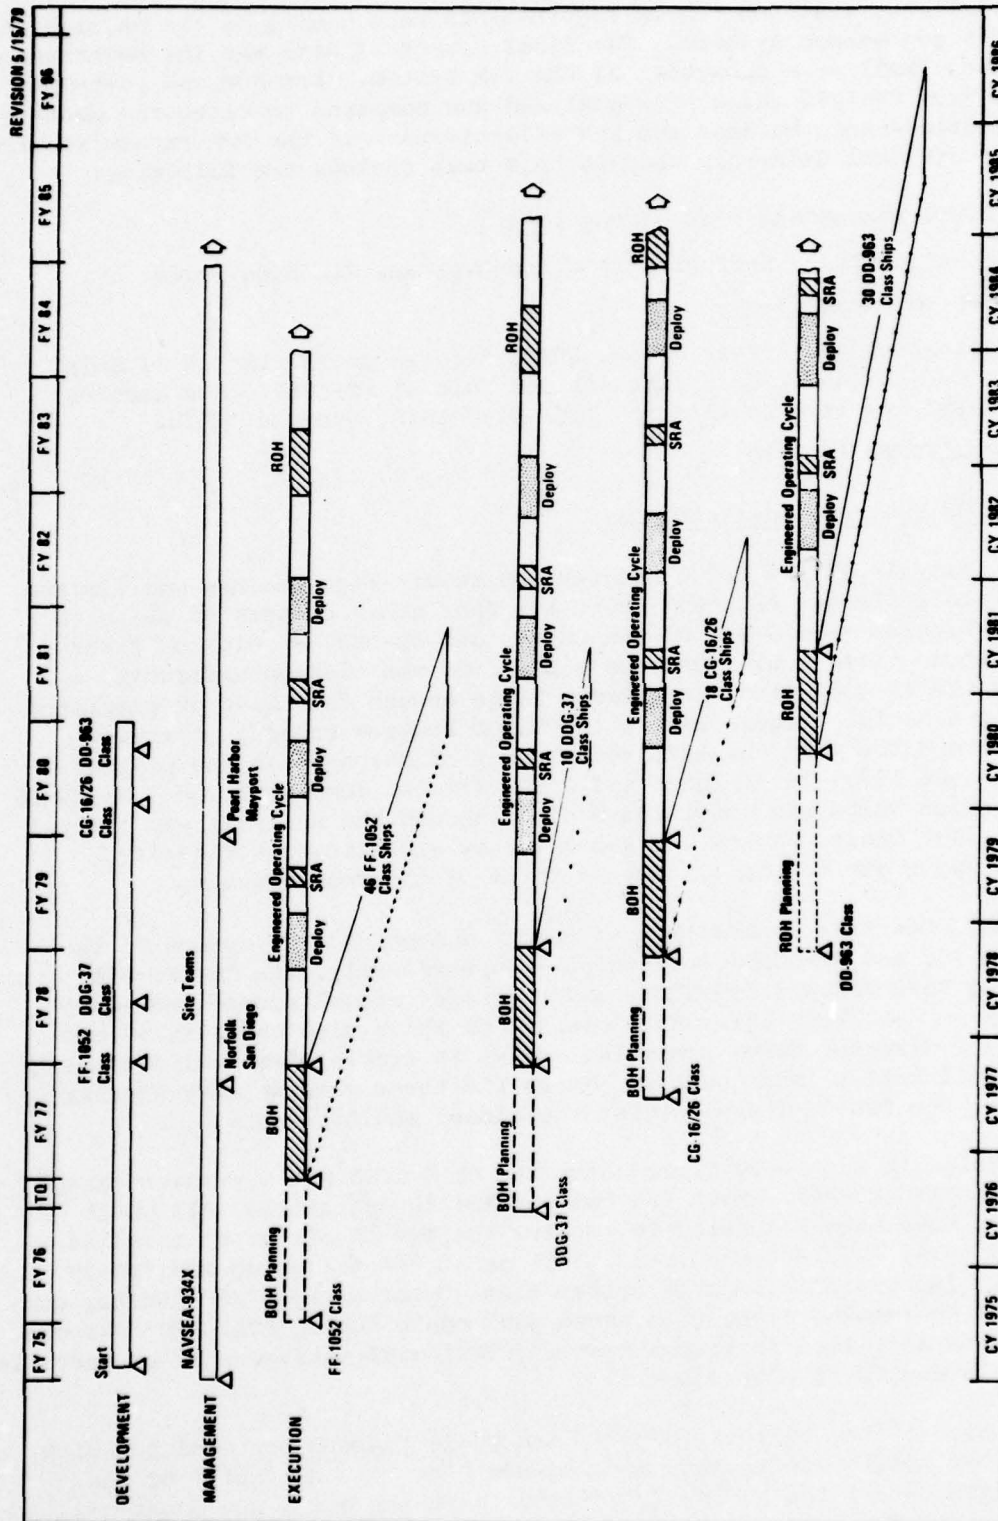 REVISION 5/15/79
FY 75 FY 76 TQ FY 77 FY 78 FY 79 FY 80 FY 81 FY 82 FY 83 FY 84 FY 85 FY 86
DEVELOPMENT
Start
FF-1052 Class
DDG-37 Class
CG-16/26 Class
DD-963 Class
MANAGEMENT
NAVSEA-934X
Site Teams
Norfolk
San Diego
Pearl Harbor
Mayport
EXECUTION
BOH Planning
BOH
Engineered Operating Cycle
ROH
FF-1052 Class
Deploy
SRA
Deploy
SRA
Deploy
46 FF-1052
Class Ships
BOH Planning
BOH
Engineered Operating Cycle
ROH
DDG-37 Class
Deploy
SRA
Deploy
SRA
Deploy
10 DDG-37
Class Ships
BOH Planning
BOH
Engineered Operating Cycle
ROH
CG-16/26 Class
Deploy
SRA
Deploy
SRA
Deploy
18 CG-16/26
Class Ships
ROH Planning
ROH
Engineered Operating Cycle
DD-963 Class
Deploy
SRA
Deploy
SRA
30 DD-963
Class Ships
CY 1975 CY 1976 CY 1977 CY 1978 CY 1979 CY 1980 CY 1981 CY 1982 CY 1983 CY 1984 CY 1985 CY 1986